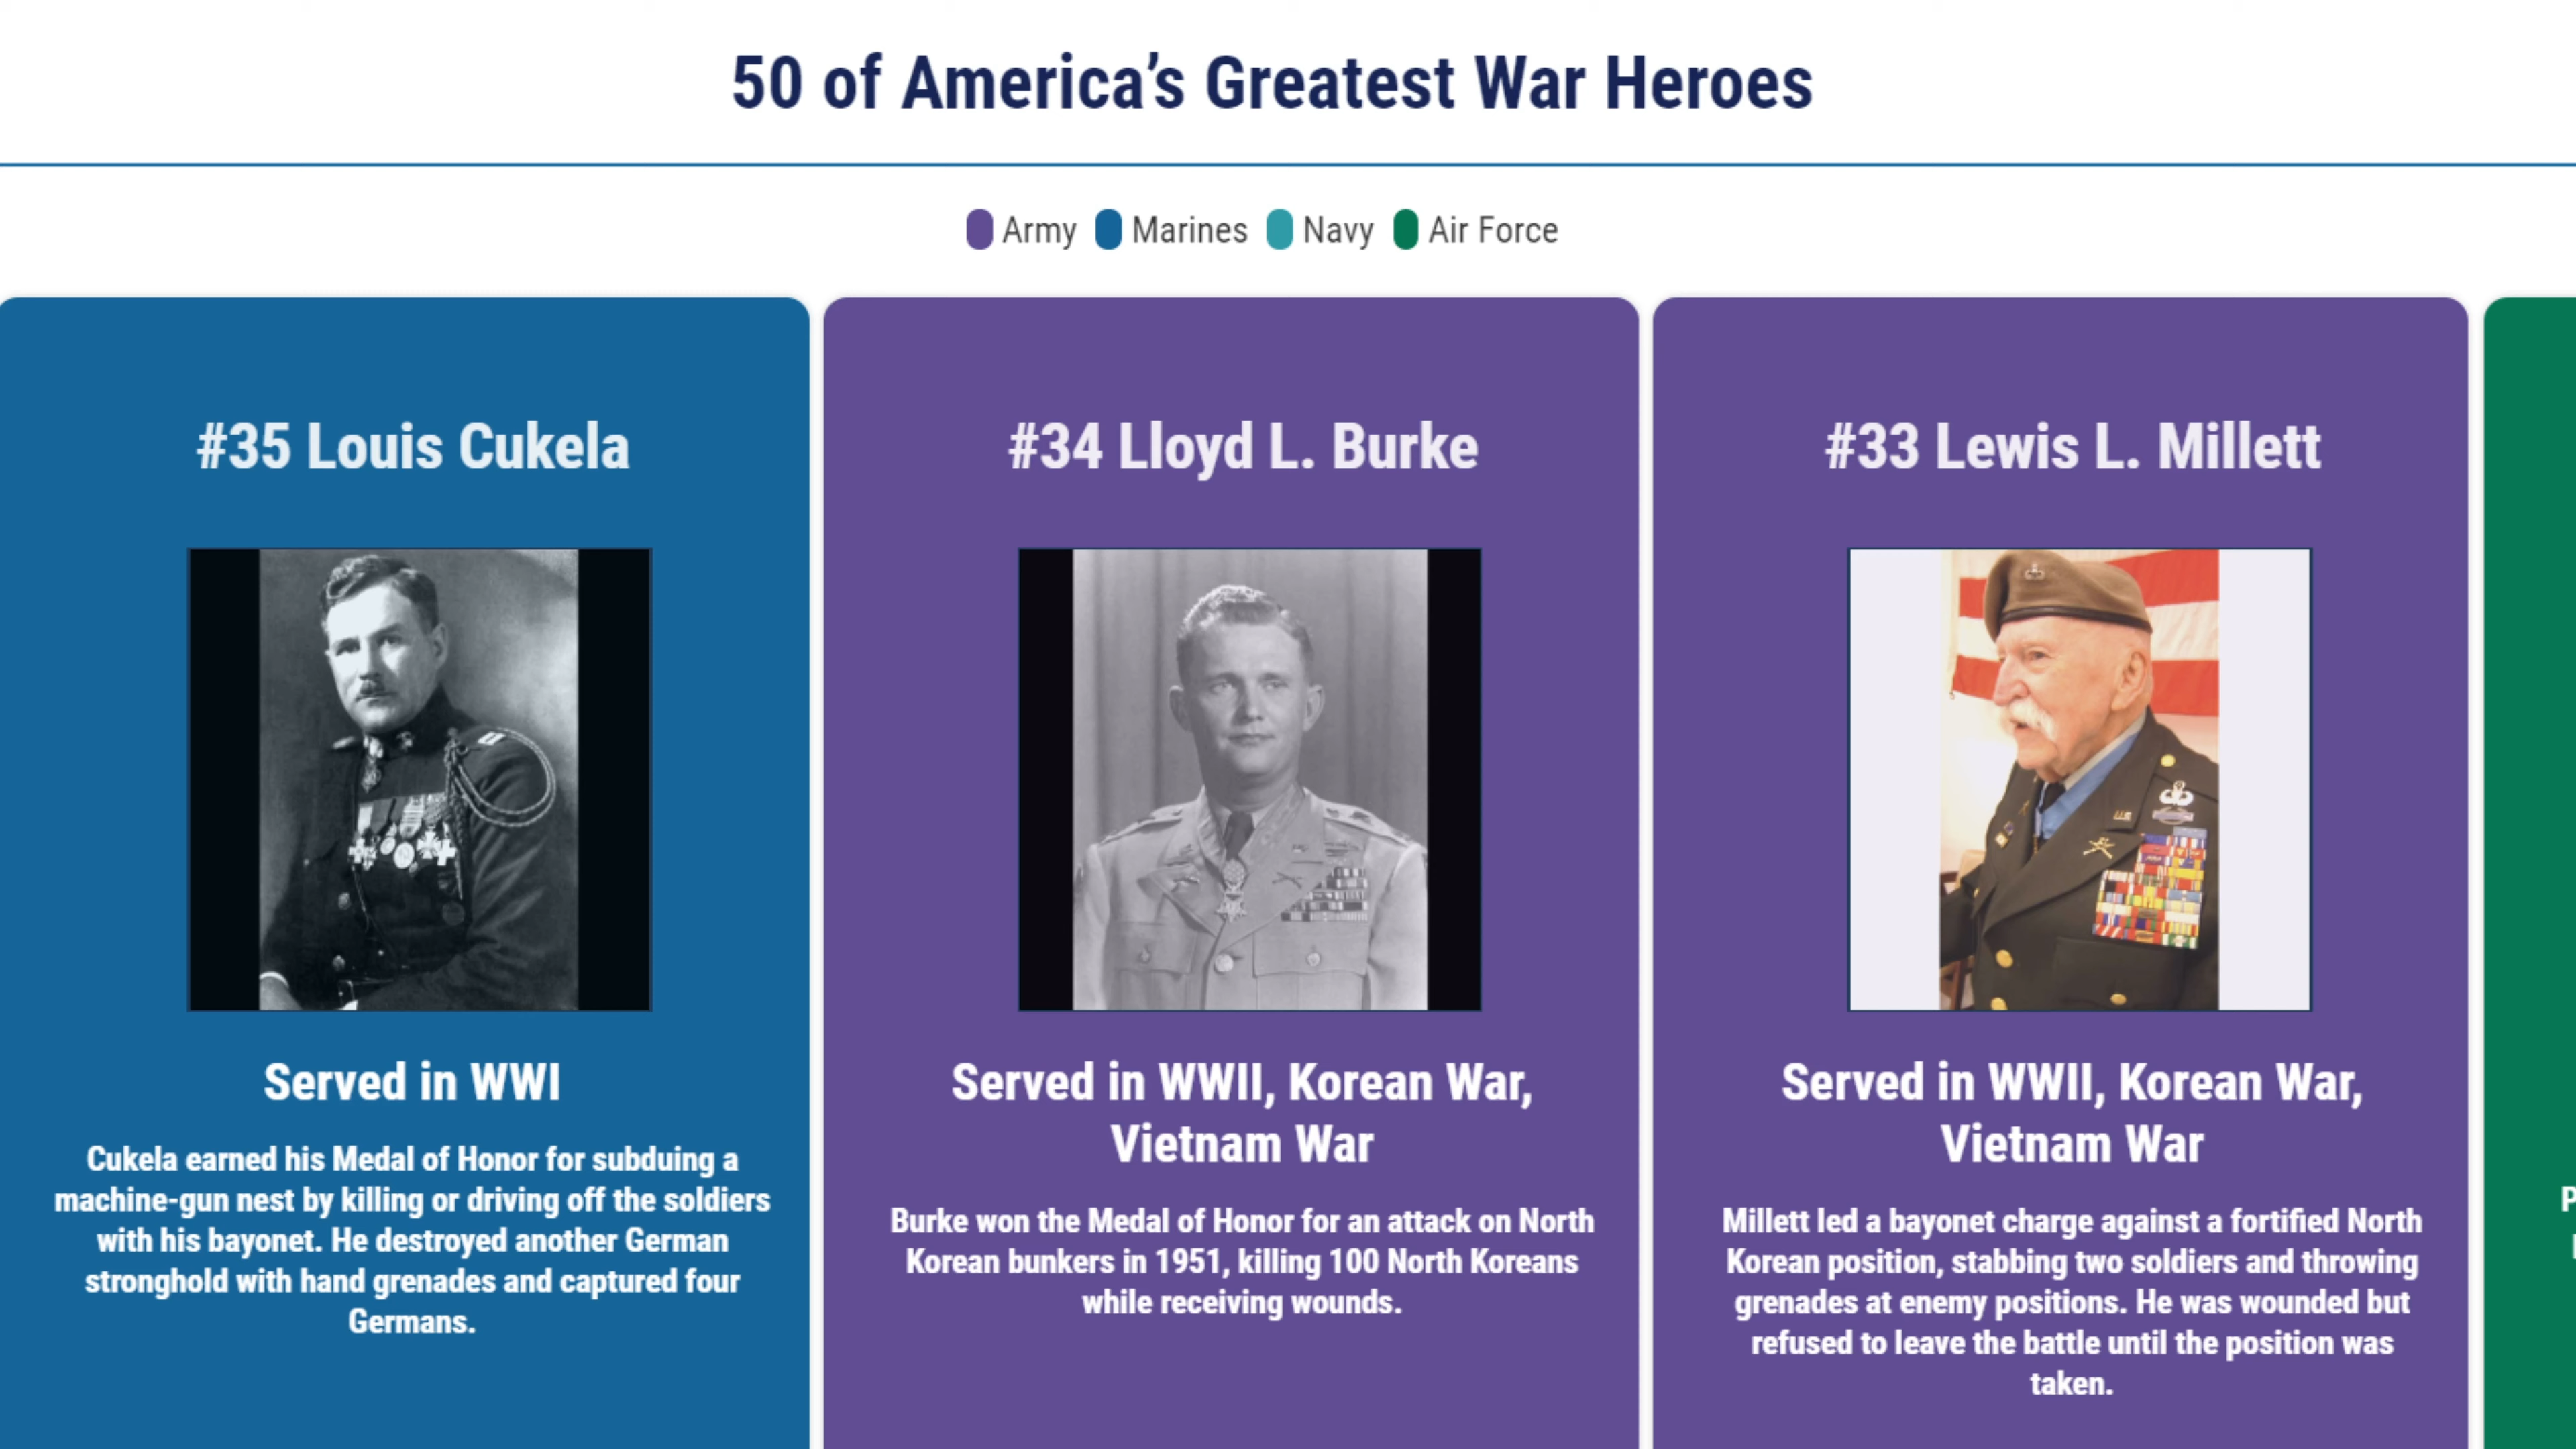 50 of America’s Greatest War Heroes
Army Marines Navy Air Force
#35 Louis Cukela
Served in WWI
Cukela earned his Medal of Honor for subduing a
machine-gun nest by killing or driving off the soldiers
with his bayonet. He destroyed another German
stronghold with hand grenades and captured four
Germans.
#34 Lloyd L. Burke
Served in WWII, Korean War,
Vietnam War
Burke won the Medal of Honor for an attack on North
Korean bunkers in 1951, killing 100 North Koreans
while receiving wounds.
#33 Lewis L. Millett
Served in WWII, Korean War,
Vietnam War
Millett led a bayonet charge against a fortified North
Korean position, stabbing two soldiers and throwing
grenades at enemy positions. He was wounded but
refused to leave the battle until the position was
taken.